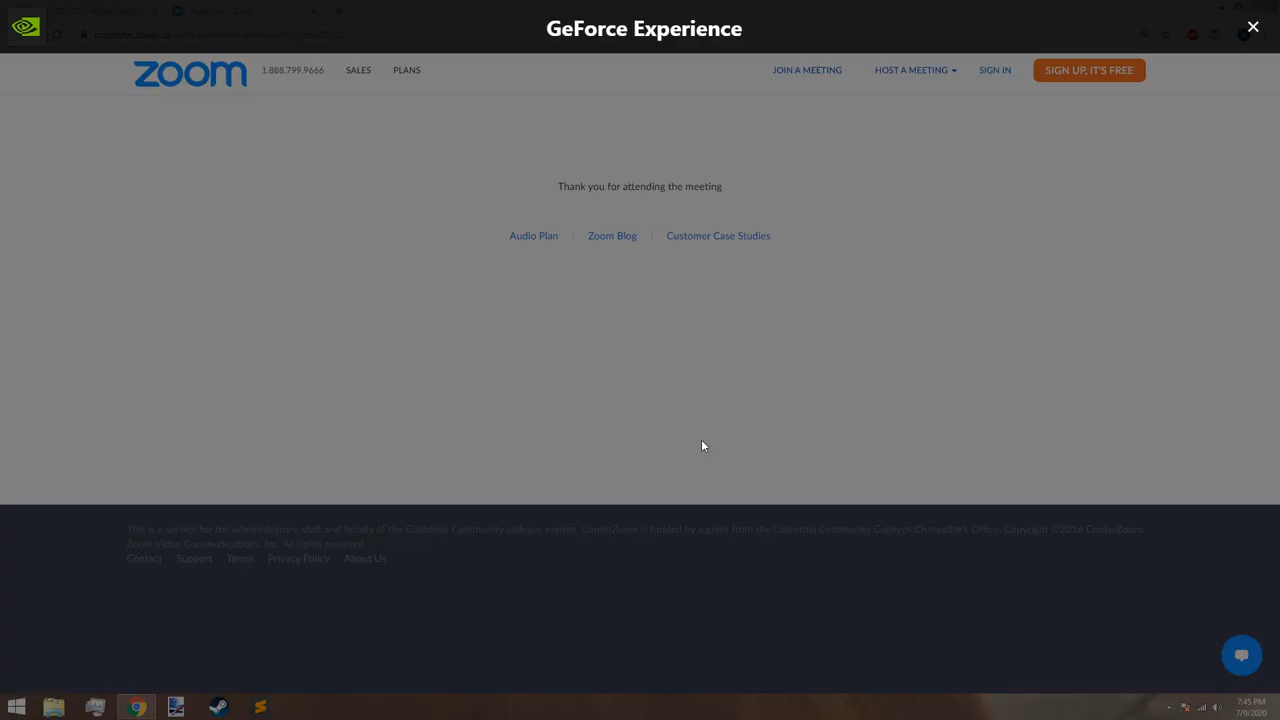 GeForce Experience
zoom
1.888.799.9666
SALES
PLANS
JOIN A MEETING
HOST A MEETING
SIGN IN
SIGN UP, IT'S FREE
Thank you for attending the meeting
Audio Plan
Zoom Blog
Customer Case Studies
This is a service for the administrators, staff and faculty of the California Community colleges system. ConferZoom is funded by a grant from the California Community Colleges Chancellor's Office. Copyright ©2016 ConferZoom.
Zoom Video Communications, Inc. All rights reserved
Contact Support Terms Privacy Policy About Us
7:45 PM
7/9/2020